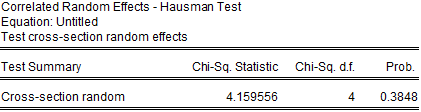 Correlated Random Effects - Hausman Test
Equation: Untitled
Test cross-section random effects
Test Summary Chi-Sq. Statistic Chi-Sq. d.f. Prob.
Cross-section random 4.159556 4 0.3848